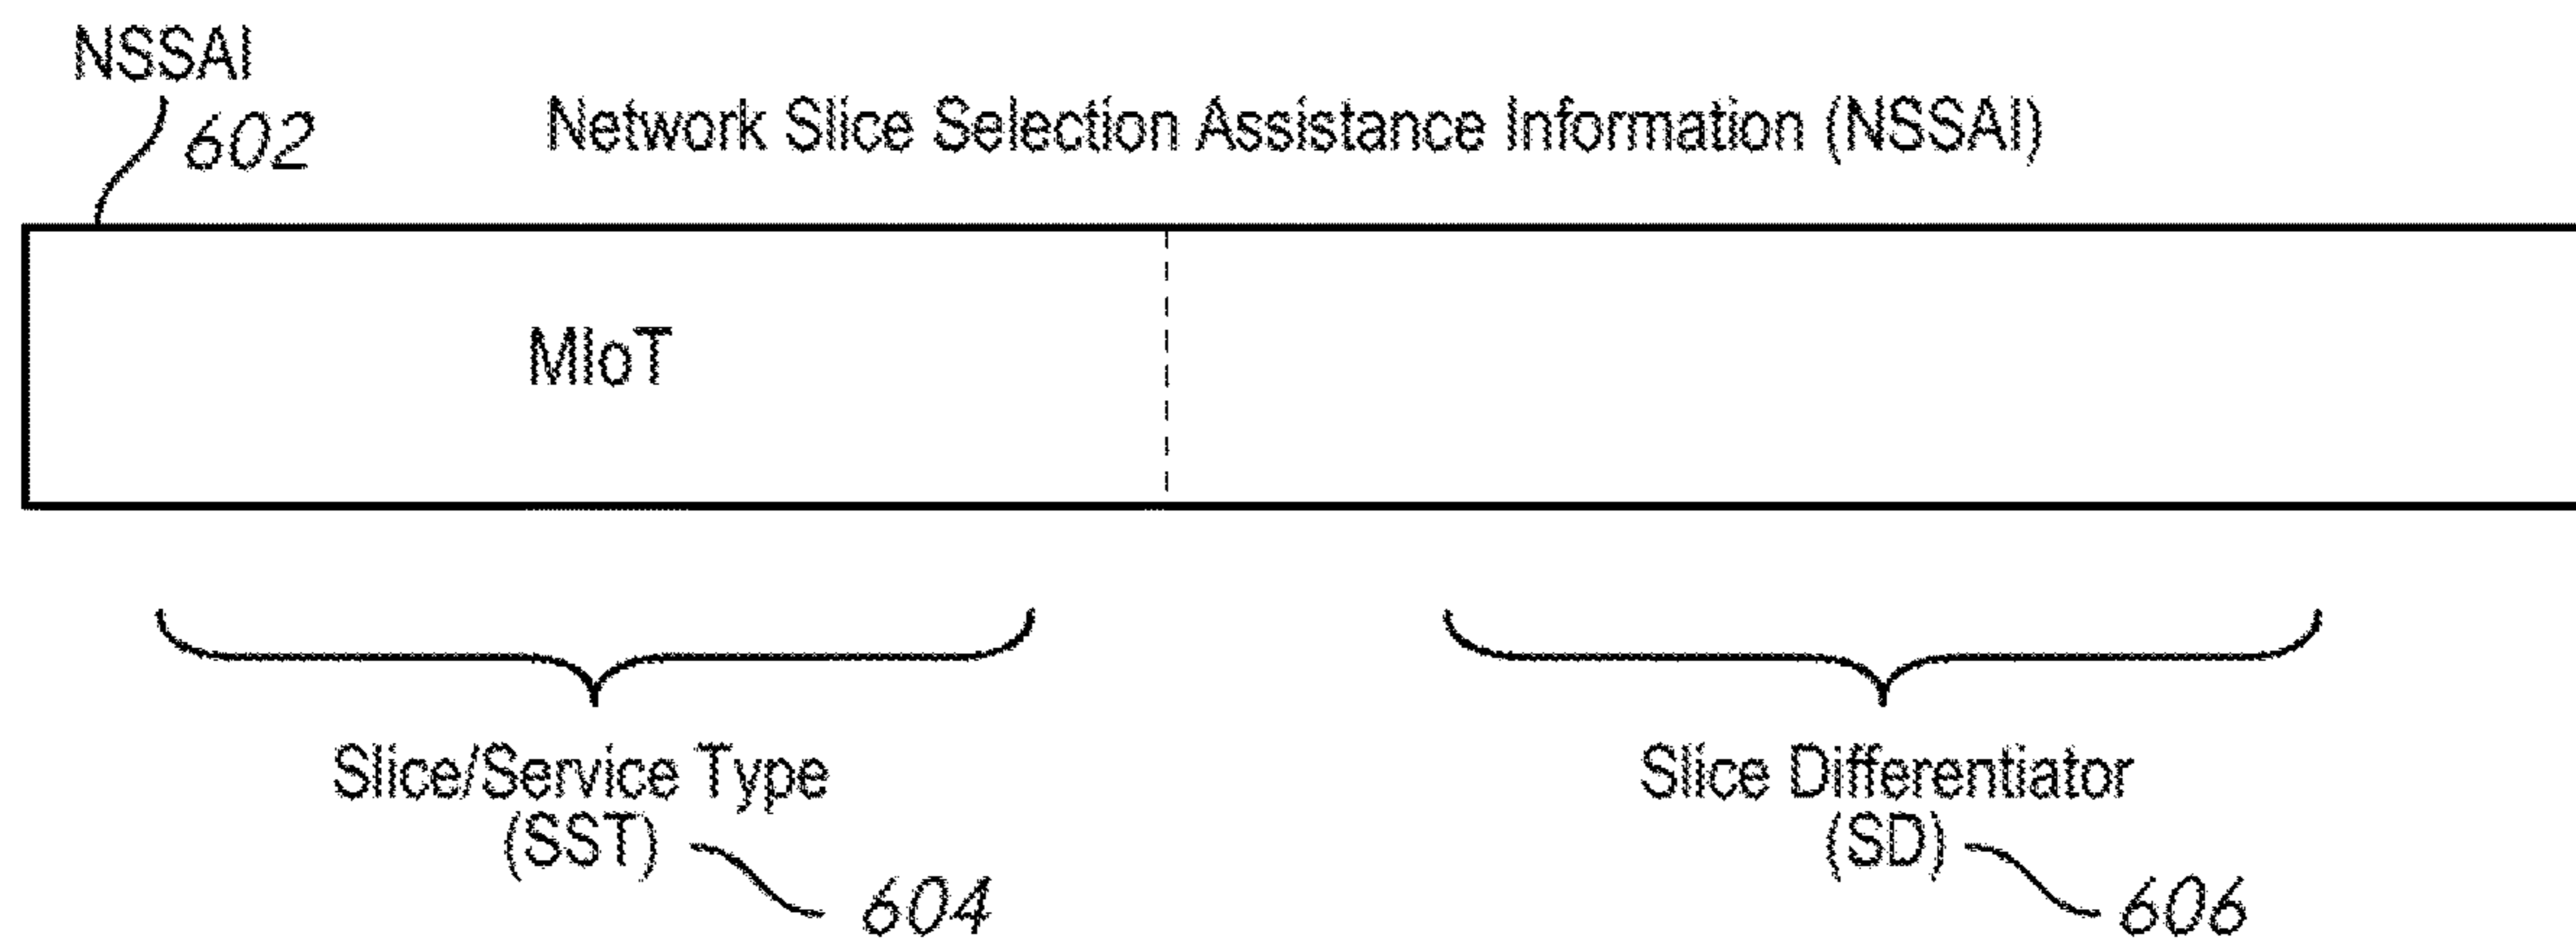 NSSAI
602
Network Slice Selection Assistance Information (NSSAI)
MIoT
Slice/Service Type
(SST)
604
Slice Differentiator
(SD)
606